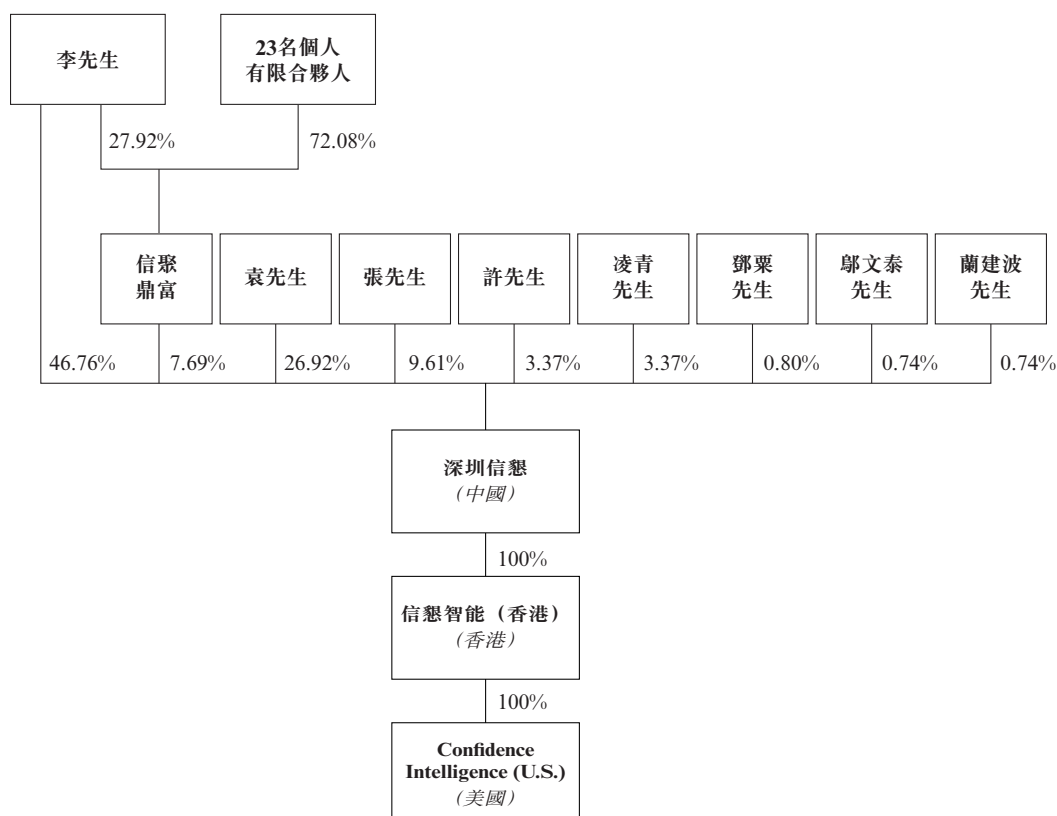 李先生
23名個人
有限合夥人
27.92%
72.08%
信聚
鼎富
袁先生
張先生
許先生
凌青
先生
鄧粟
先生
鄔文泰
先生
蘭建波
先生
46.76%
7.69%
26.92%
9.61%
3.37%
3.37%
0.80%
0.74%
0.74%
深圳信懇
（中國）
100%
信懇智能（香港）
（香港）
100%
Confidence
Intelligence (U.S.)
（美國）